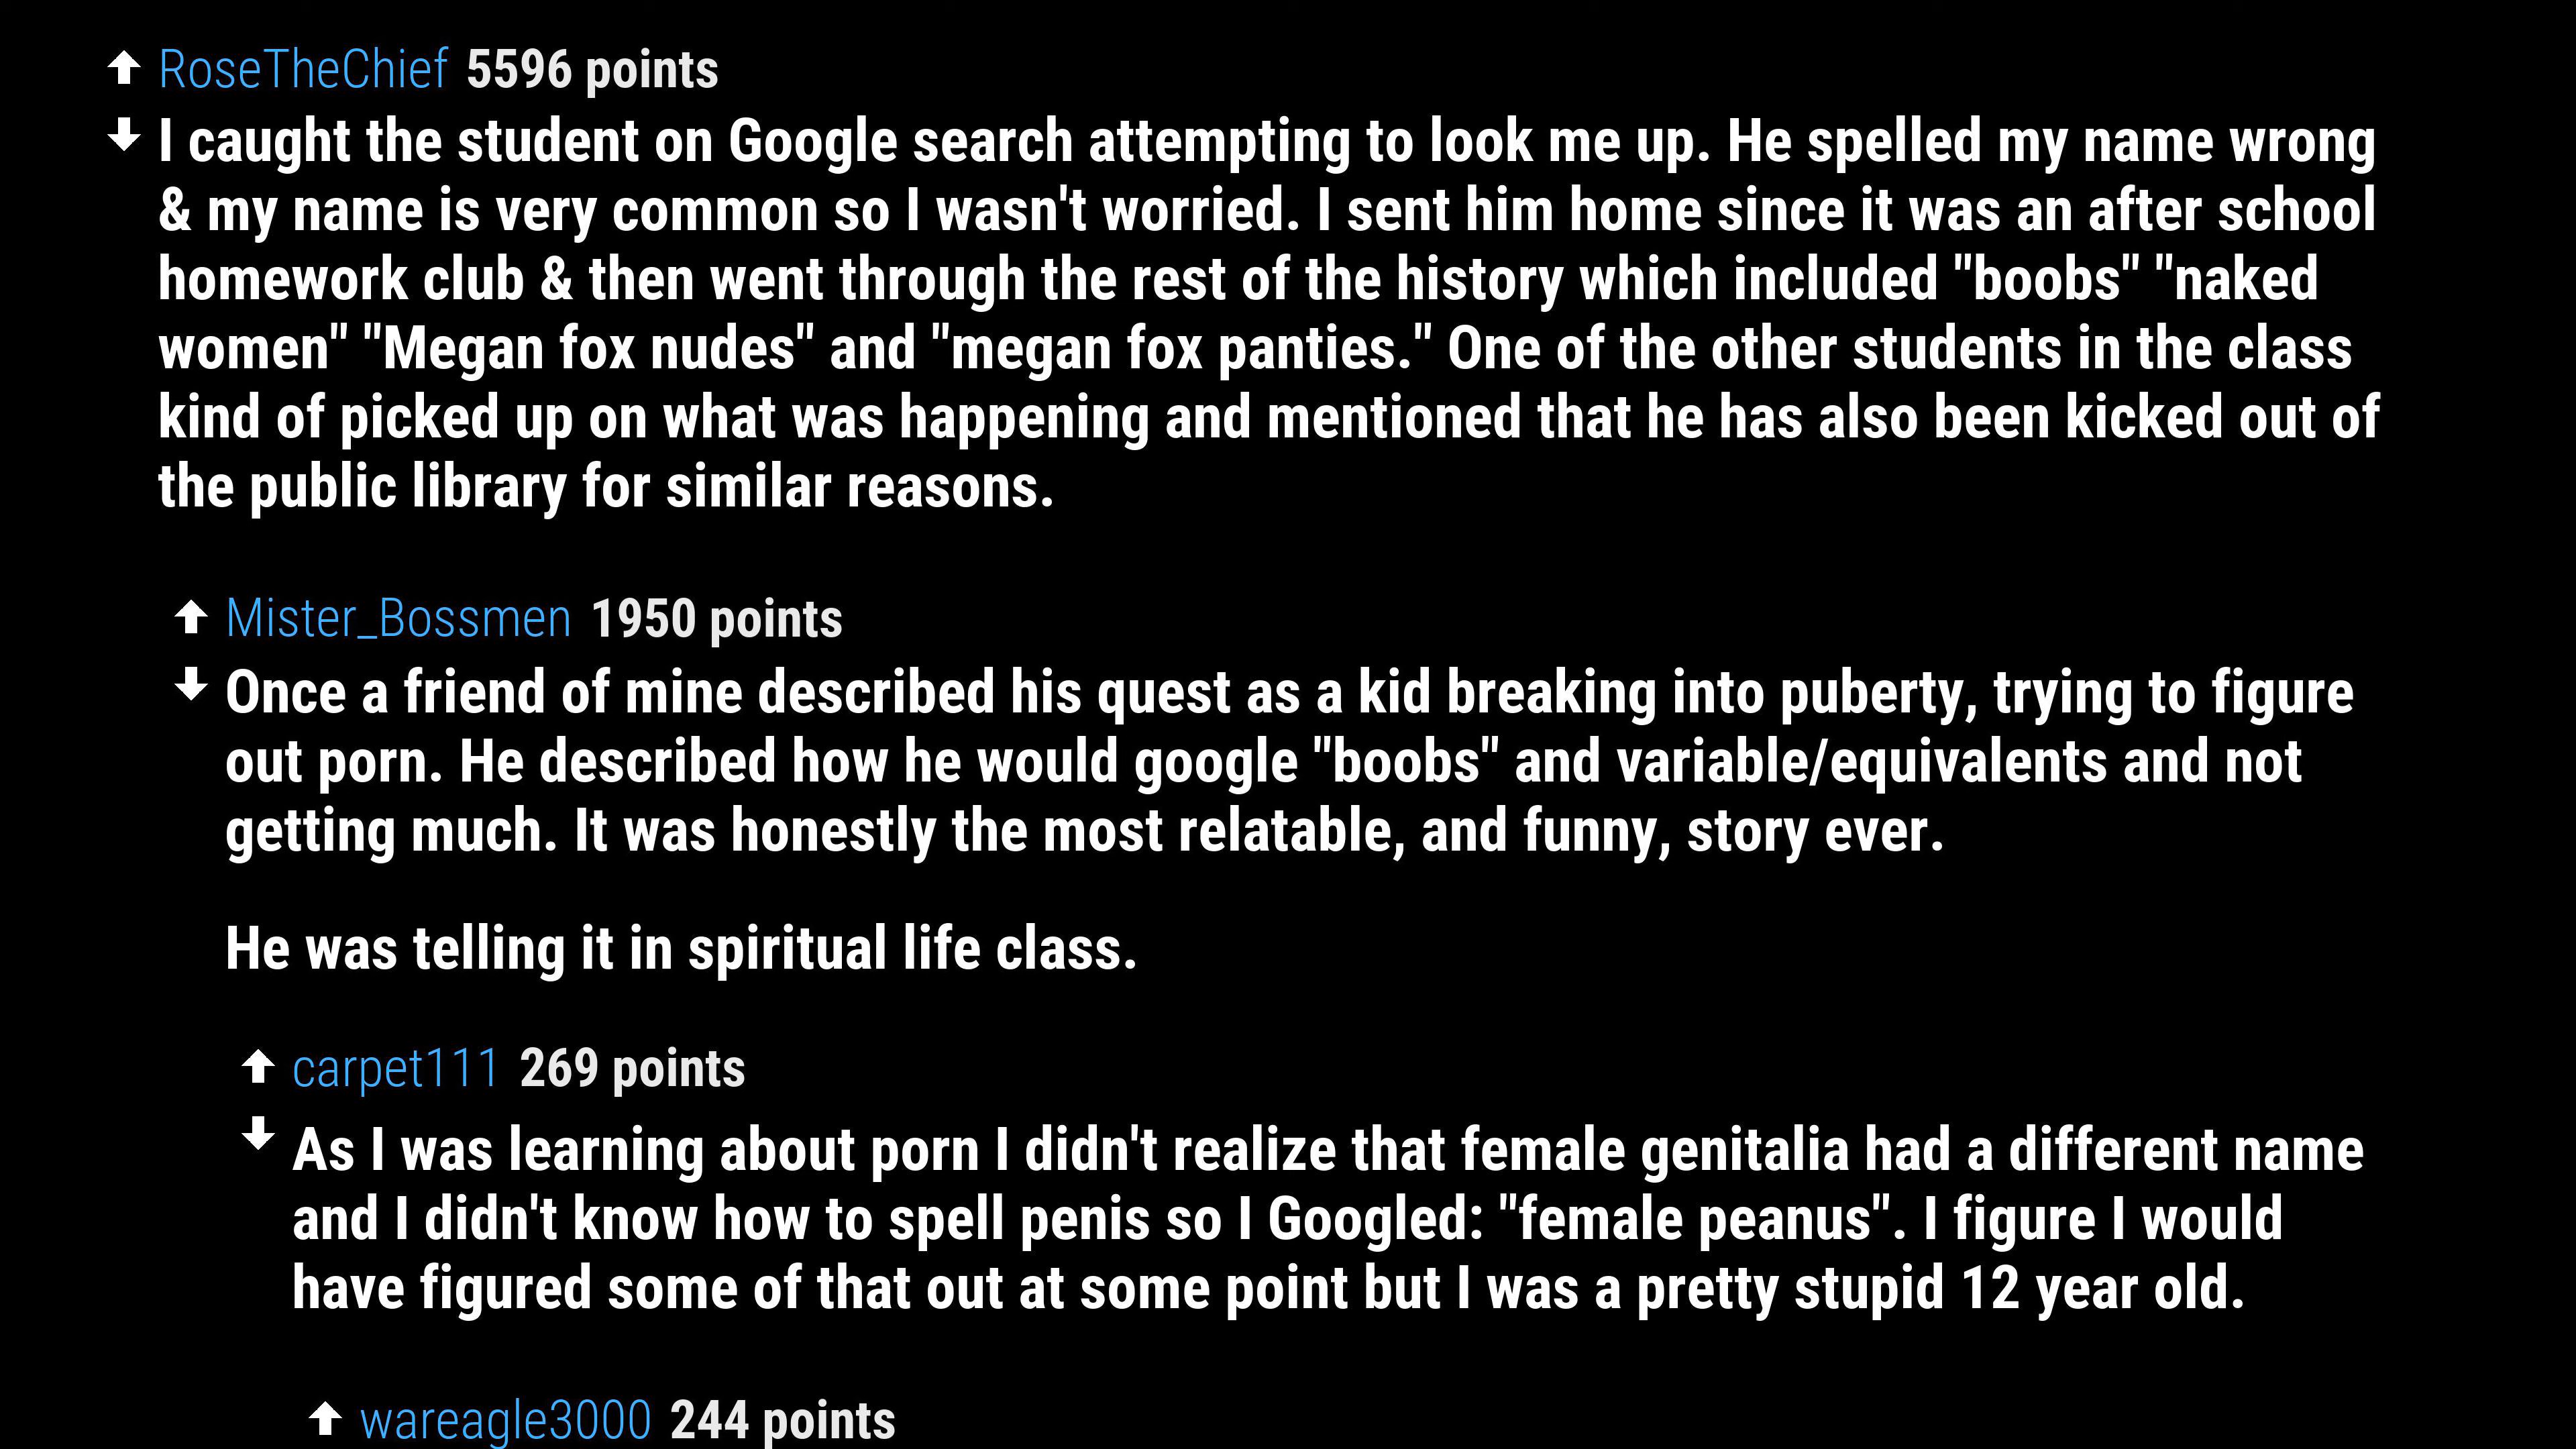 RoseTheChief 5596 points
I caught the student on Google search attempting to look me up. He spelled my name wrong
& my name is very common so I wasn't worried. I sent him home since it was an after school
homework club & then went through the rest of the history which included "boobs" "naked
women" "Megan fox nudes" and "megan fox panties." One of the other students in the class
kind of picked up on what was happening and mentioned that he has also been kicked out of
the public library for similar reasons.
Mister_Bossmen 1950 points
Once a friend of mine described his quest as a kid breaking into puberty, trying to figure
out porn. He described how he would google "boobs" and variable/equivalents and not
getting much. It was honestly the most relatable, and funny, story ever.
He was telling it in spiritual life class.
carpet111 269 points
As I was learning about porn I didn't realize that female genitalia had a different name
and I didn't know how to spell penis so I Googled: "female peanus". I figure I would
have figured some of that out at some point but I was a pretty stupid 12 year old.
wareagle3000 244 points